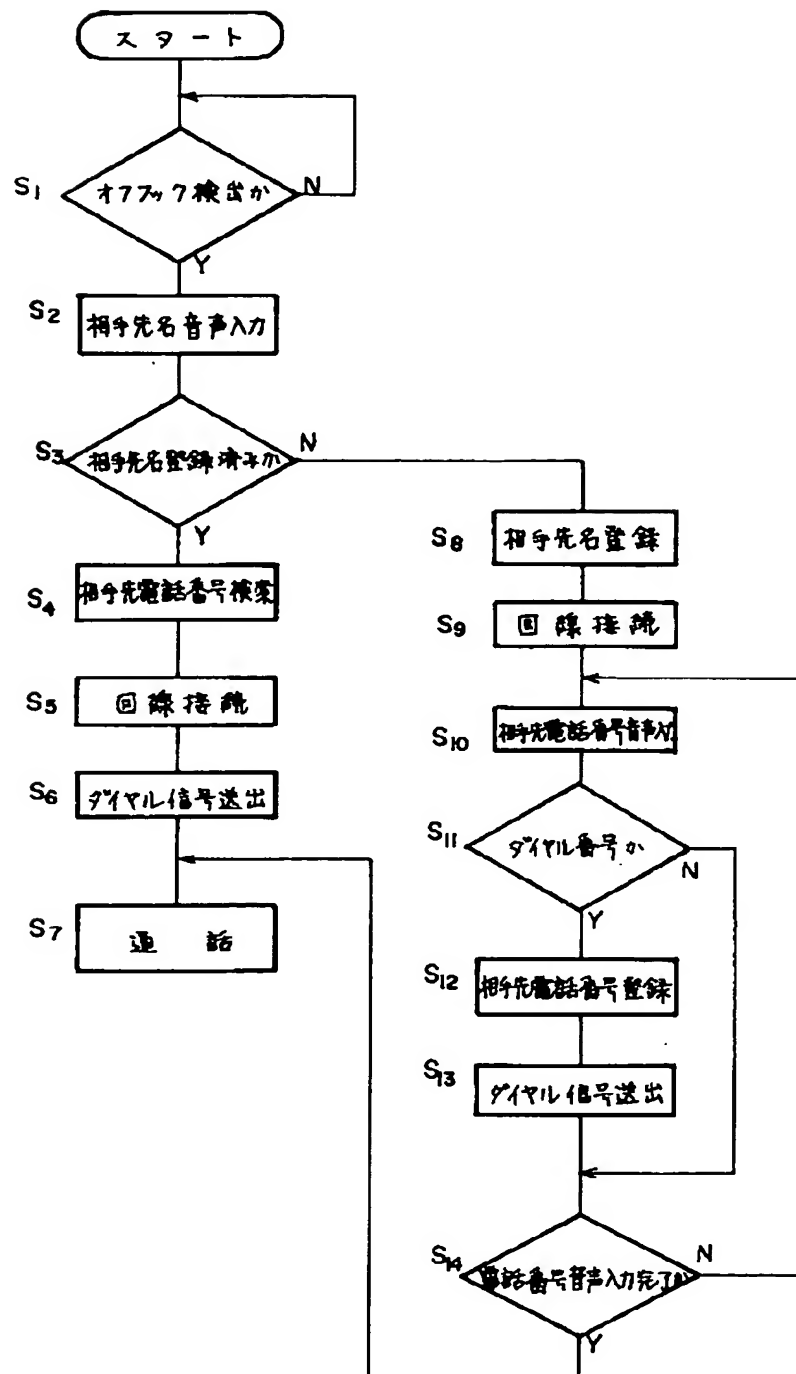 スタート
S1 オフフック検出か N
Y
S2 相手先名音声入力
S3 相手先名登録済みか N
Y
S4 相手先電話番号検索
S5 回線接続
S6 ダイヤル信号送出
S7 通話
S8 相手先名登録
S9 回線接続
S10 相手先電話番号音声入
S11 ダイヤル番号か N
Y
S12 相手先電話番号登録
S13 ダイヤル信号送出
S14 電話番号音声入力完了か N
Y